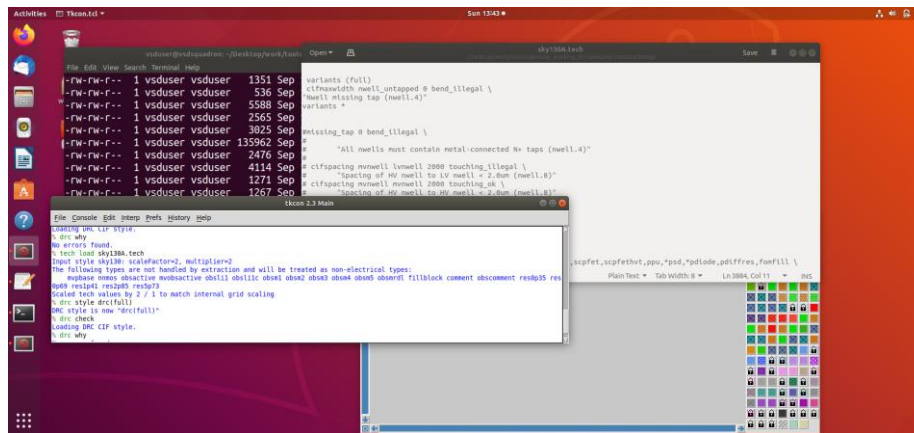 Activities
Tkcon.tcl ▾
Sun 13:43 ●
vsduser@vsdsquadron: ~/Desktop/work/tools
File Edit View Search Terminal Help
-rw-rw-r-- 1 vsduser vsduser 1351 Sep
-rw-rw-r-- 1 vsduser vsduser 536 Sep
-rw-rw-r-- 1 vsduser vsduser 5588 Sep
-rw-rw-r-- 1 vsduser vsduser 2565 Sep
-rw-rw-r-- 1 vsduser vsduser 3025 Sep
-rw-rw-r-- 1 vsduser vsduser 135962 Sep
-rw-rw-r-- 1 vsduser vsduser 2476 Sep
-rw-rw-r-- 1 vsduser vsduser 4114 Sep
-rw-rw-r-- 1 vsduser vsduser 1271 Sep
-rw-rw-r-- 1 vsduser vsduser 1267 Sep
Open ▾
sky130A.tech
Save
variants (full)
cifmaxwidth nwell_untapped 0 bend_illegal \
"Nwell missing tap (nwell.4)"
variants *
#missing_tap 0 bend_illegal \
#
# "All nwells must contain metal-connected N+ taps (nwell.4)"
#
# cifspacing mvnwell lvnwell 2000 touching_illegal \
# "Spacing of HV nwell to LV nwell < 2.0um (nwell.8)"
# cifspacing mvnwell mvnwell 2000 touching_ok \
# "Spacing of HV nwell to HV nwell < 2.0um (nwell.8)"
,scpfet,scpfethvt,ppu,*psd,*pdiode,pdiffres,fomfill \
Plain Text ▾ Tab Width: 8 ▾ Ln 3884, Col 11 ▾ INS
tkcon 2.3 Main
File Console Edit Interp Prefs History Help
Loading DRC CIF style.
% drc why
No errors found.
% tech load sky130A.tech
Input style sky130: scaleFactor=2, multiplier=2
The following types are not handled by extraction and will be treated as non-electrical types:
mvpbase nomos obsactive mvobsactive obsli1 obsli1c obsm1 obsm2 obsm3 obsm4 obsm5 obsmrdl fillblock comment obscomment res0p35 res
0p69 res1p41 res2p85 res5p73
Scaled tech values by 2 / 1 to match internal grid scaling
% drc style drc(full)
DRC style is now "drc(full)"
% drc check
Loading DRC CIF style.
% drc why